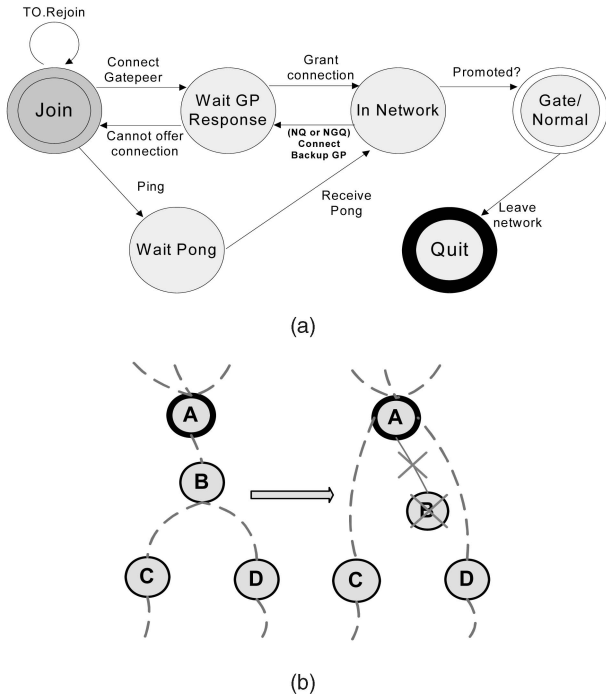 TO.Rejoin
Join
Connect
Gatepeer
Cannot offer
connection
Wait GP
Response
Grant
connection
(NQ or NGQ)
Connect
Backup GP
In Network
Promoted?
Gate/
Normal
Ping
Wait Pong
Receive
Pong
Leave
network
Quit
(a)
A
B
C
D
A
B
C
D
(b)